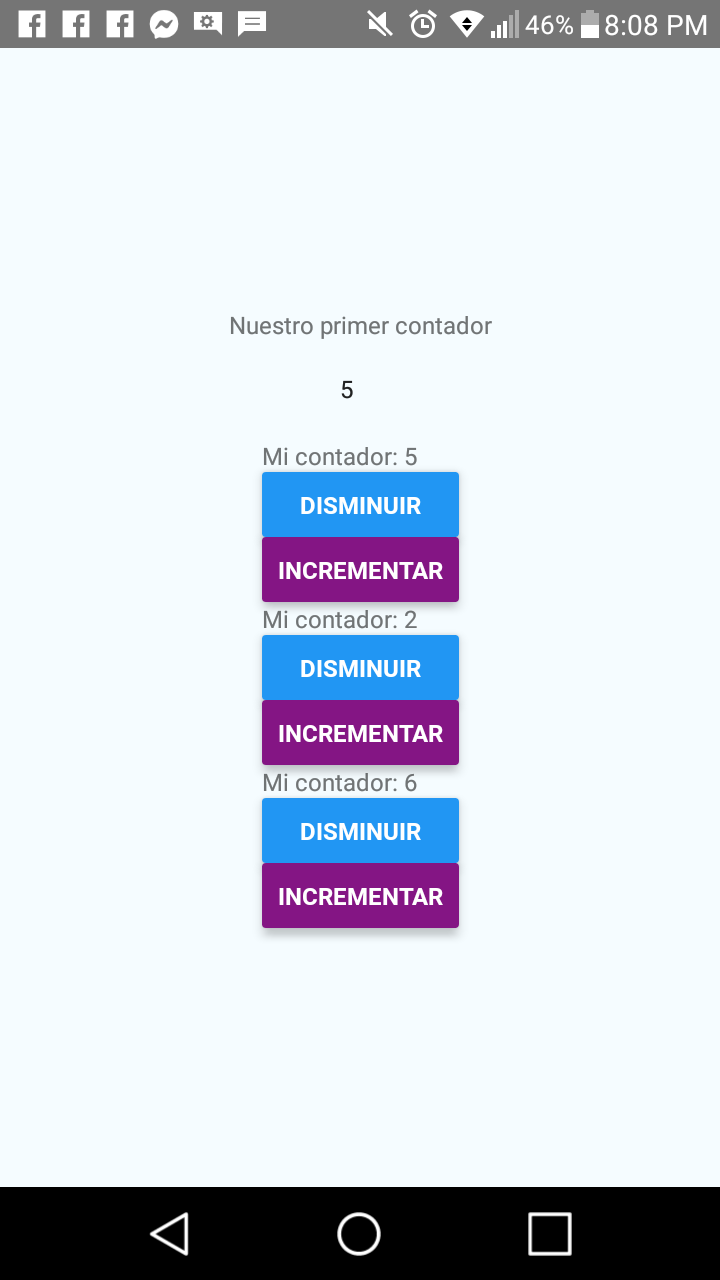 46% 8:08 PM
Nuestro primer contador
5
Mi contador: 5
DISMINUIR
INCREMENTAR
Mi contador: 2
DISMINUIR
INCREMENTAR
Mi contador: 6
DISMINUIR
INCREMENTAR